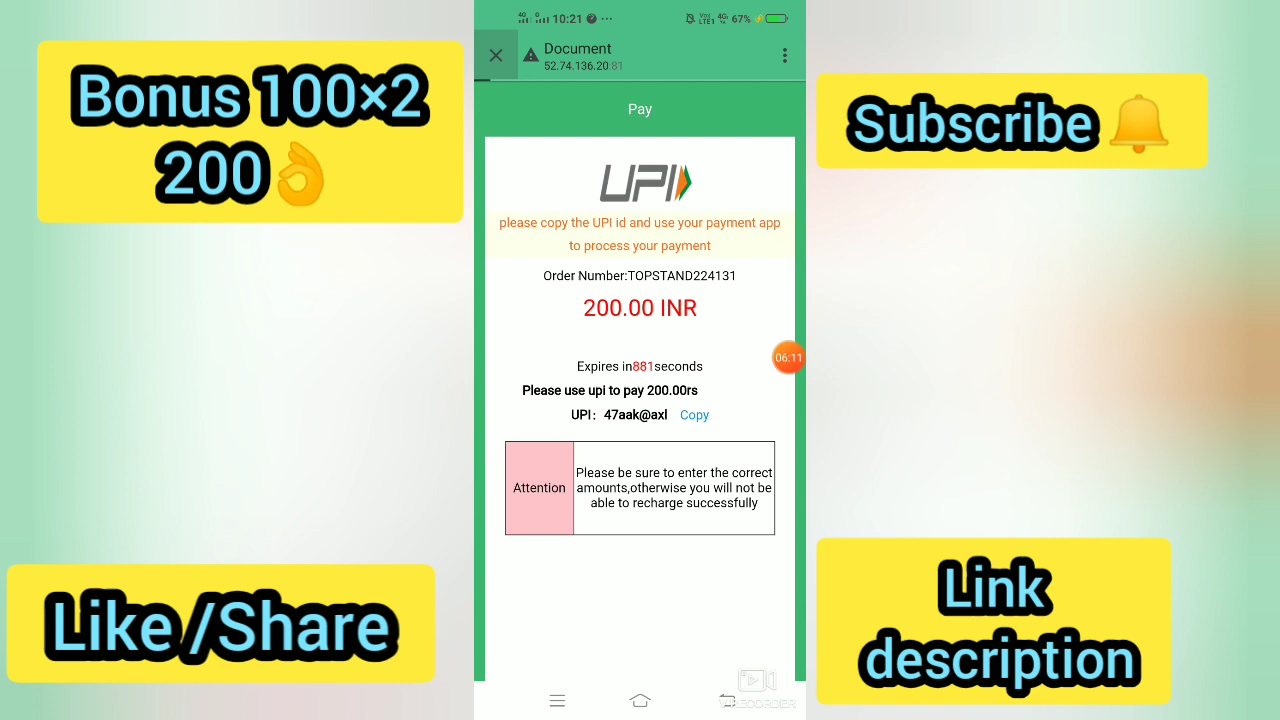 Bonus 100×2
200👌
Like/Share
4G G 10:21 ... VoLTE1 4G 67%
Document
52.74.136.20:81
Pay
UPI
please copy the UPI id and use your payment app
to process your payment
Order Number:TOPSTAND224131
200.00 INR
Expires in881seconds
06:11
Please use upi to pay 200.00rs
UPI: 47aak@axl Copy
Attention
Please be sure to enter the correct
amounts,otherwise you will not be
able to recharge successfully
Subscribe🔔
Link
description